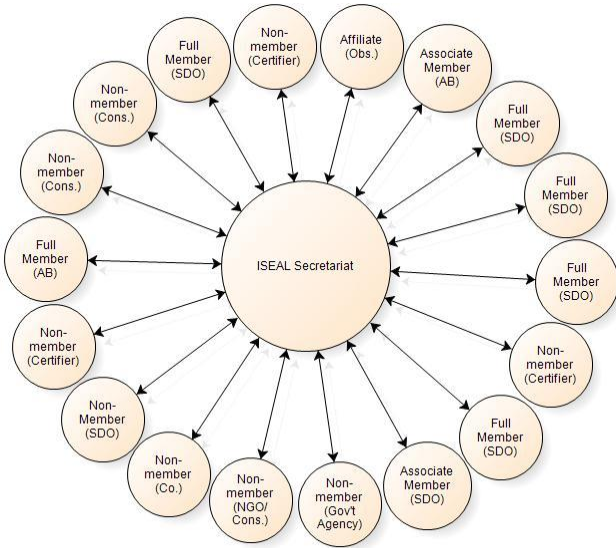 Non-
member
(Certifier)
Affiliate
(Obs.)
Associate
Member
(AB)
Full
Member
(SDO)
Full
Member
(SDO)
Full
Member
(SDO)
Non-
member
(Certifier)
Full
Member
(SDO)
Associate
Member
(SDO)
Non-
member
(Gov't
Agency)
Non-
member
(NGO/
Cons.)
Non-
member
(Co.)
Non-
Member
(SDO)
Non-
member
(Certifier)
Full
Member
(AB)
Non-
member
(Cons.)
Non-
member
(Cons.)
Full
Member
(SDO)
ISEAL Secretariat